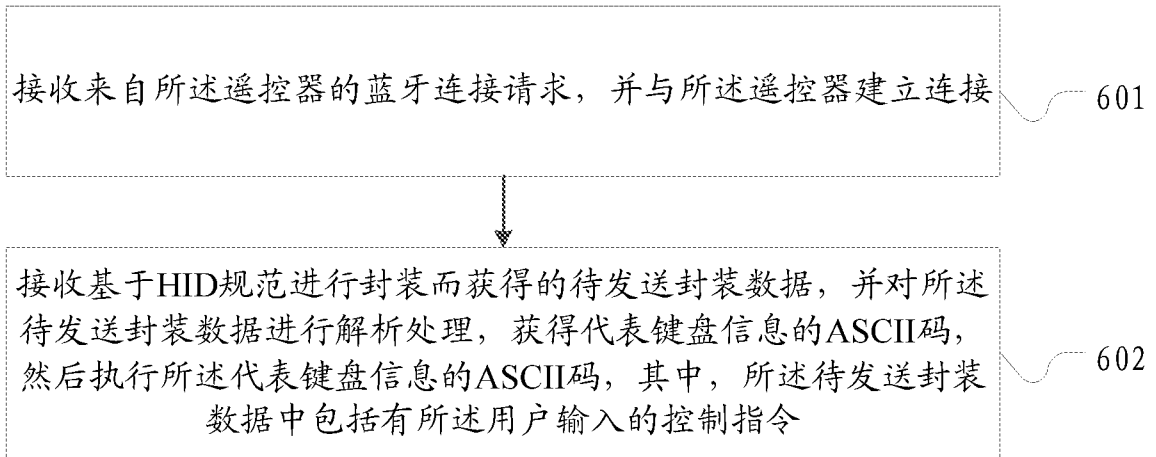 接收来自所述遥控器的蓝牙连接请求，并与所述遥控器建立连接
601
接收基于HID规范进行封装而获得的待发送封装数据，并对所述
待发送封装数据进行解析处理，获得代表键盘信息的ASCII码，
然后执行所述代表键盘信息的ASCII码，其中，所述待发送封装
数据中包括有所述用户输入的控制指令
602